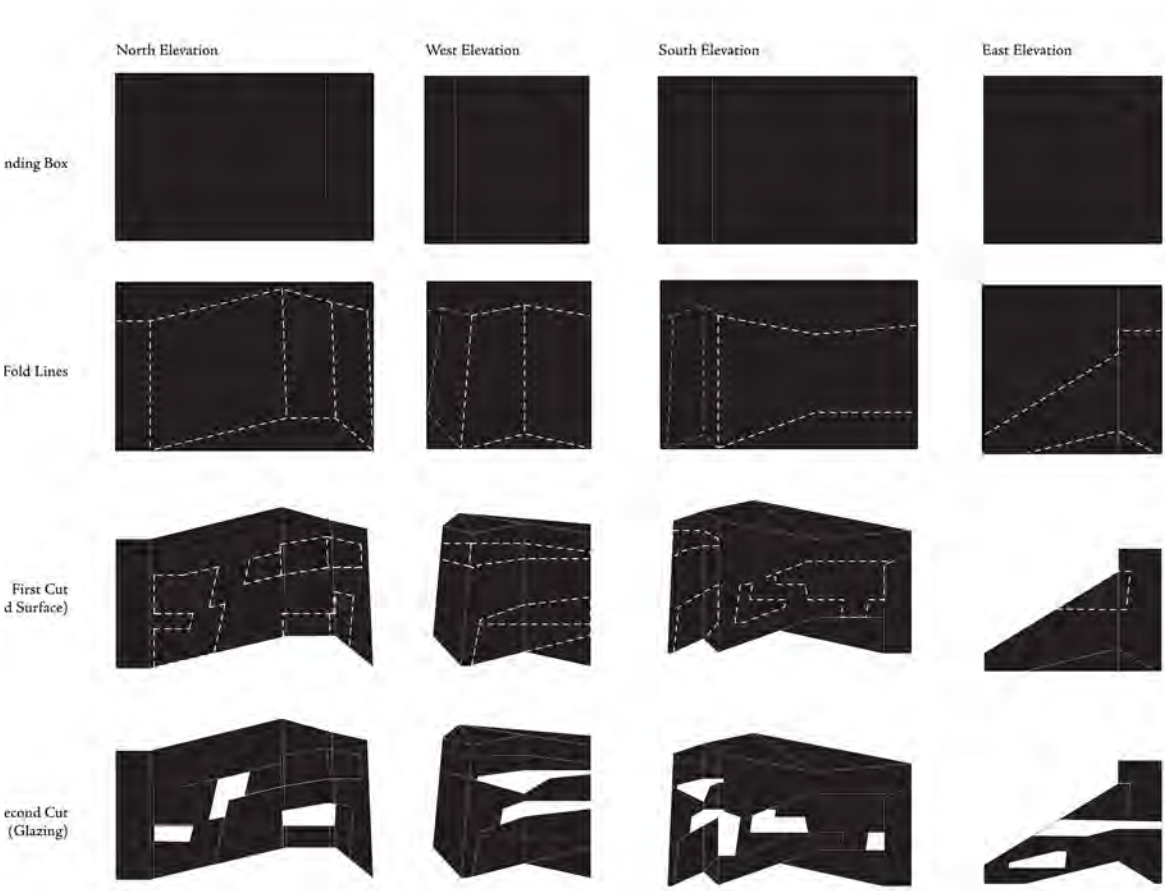 North Elevation
West Elevation
South Elevation
East Elevation
nding Box
Fold Lines
First Cut
d Surface)
econd Cut
(Glazing)